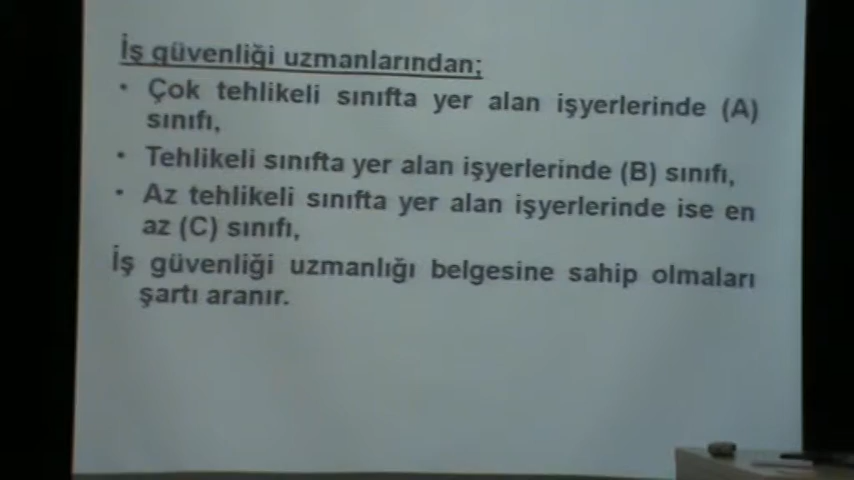 İş güvenliği uzmanlarından;
• Çok tehlikeli sınıfta yer alan işyerlerinde (A)
sınıfı,
• Tehlikeli sınıfta yer alan işyerlerinde (B) sınıfı,
• Az tehlikeli sınıfta yer alan işyerlerinde ise en
az (C) sınıfı,
İş güvenliği uzmanlığı belgesine sahip olmaları
şartı aranır.